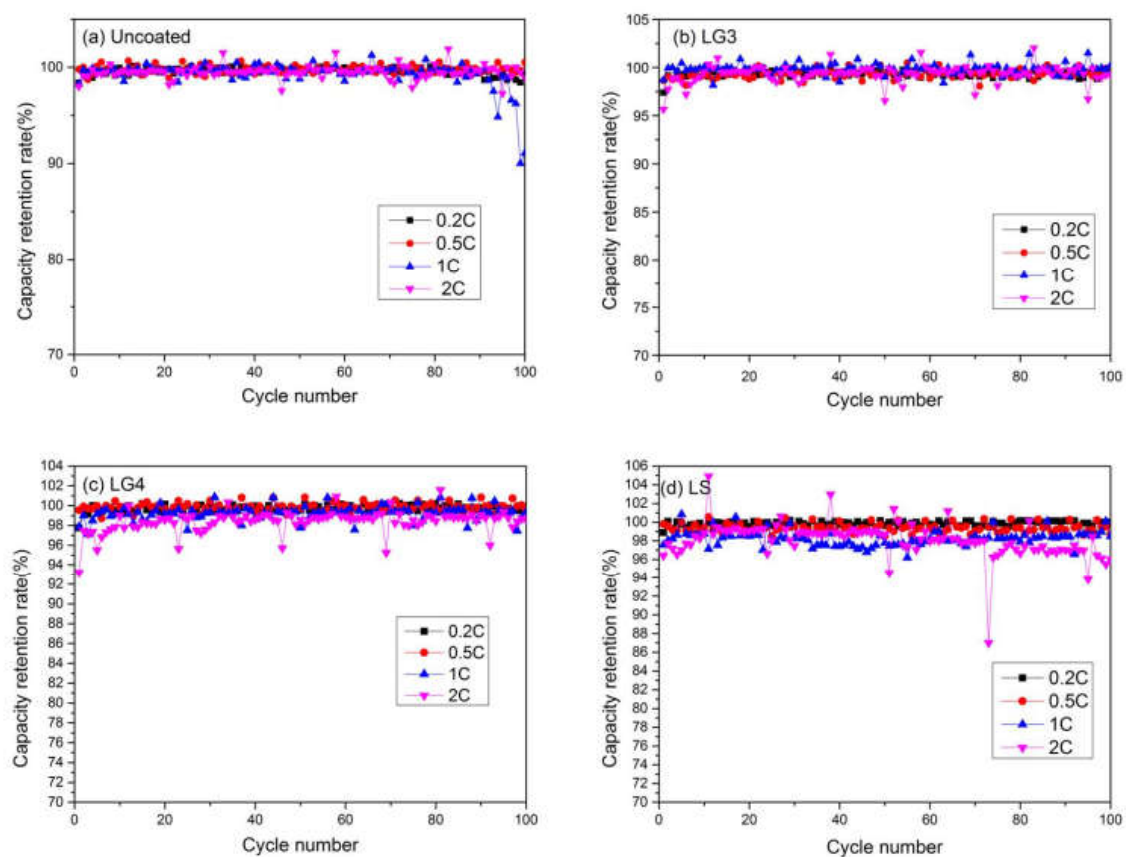 (a) Uncoated
Capacity retention rate(%)
100
90
80
70
0.2C
0.5C
1C
2C
0 20 40 60 80 100
Cycle number
(b) LG3
Capacity retention rate(%)
105
100
95
90
85
80
75
70
0.2C
0.5C
1C
2C
0 20 40 60 80 100
Cycle number
(c) LG4
Capacity retention rate(%)
104
102
100
98
96
94
92
90
88
86
84
82
80
78
76
74
72
70
0.2C
0.5C
1C
2C
0 20 40 60 80 100
Cycle number
(d) LS
Capacity retention rate(%)
106
104
102
100
98
96
94
92
90
88
86
84
82
80
78
76
74
72
70
0.2C
0.5C
1C
2C
0 20 40 60 80 100
Cycle number